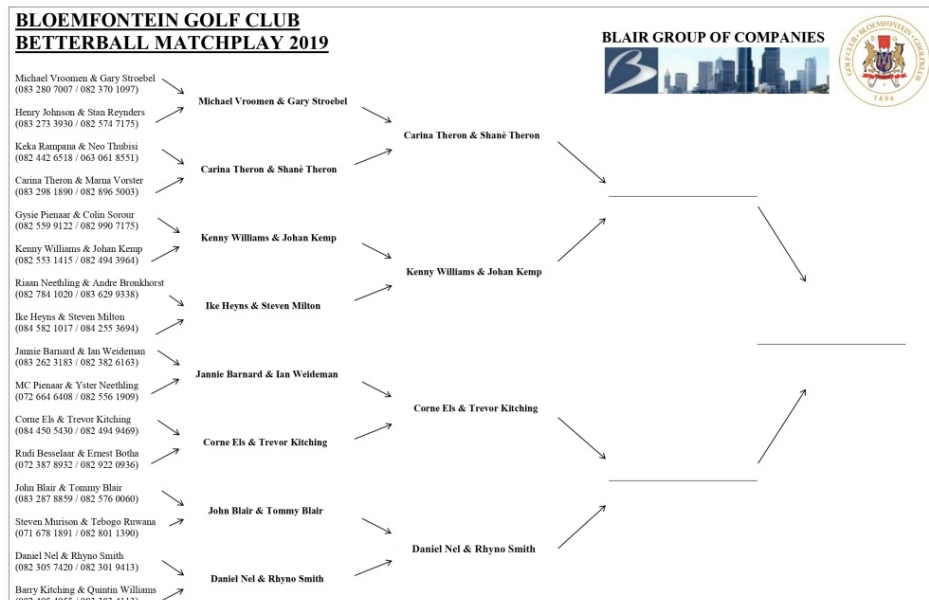 BLOEMFONTEIN GOLF CLUB
BETTERBALL MATCHPLAY 2019
BLAIR GROUP OF COMPANIES
GOLFCLUB • BLOEMFONTEIN • GHOLFKLUB
1894
Michael Vroomen & Gary Stroebel
(083 280 7007 / 082 370 1097)
Henry Johnson & Stan Reynders
(083 273 3930 / 082 574 7175)
Keka Rampana & Neo Thubisi
(082 442 6518 / 063 061 8551)
Carina Theron & Marna Vorster
(083 298 1890 / 082 896 5003)
Gysie Pienaar & Colin Sorour
(082 559 9122 / 082 990 7175)
Kenny Williams & Johan Kemp
(082 553 1415 / 082 494 3964)
Riaan Neethling & Andre Bronkhorst
(082 784 1020 / 083 629 9338)
Ike Heyns & Steven Milton
(084 582 1017 / 084 255 3694)
Jannie Barnard & Ian Weideman
(083 262 3183 / 082 382 6163)
MC Pienaar & Yster Neethling
(072 664 6408 / 082 556 1909)
Corne Els & Trevor Kitching
(084 450 5430 / 082 494 9469)
Rudi Besselaar & Ernest Botha
(072 387 8932 / 082 922 0936)
John Blair & Tommy Blair
(083 287 8859 / 082 576 0060)
Steven Murison & Tebogo Ruwana
(071 678 1891 / 082 801 1390)
Daniel Nel & Rhyno Smith
(082 305 7420 / 082 301 9413)
Barry Kitching & Quintin Williams
Michael Vroomen & Gary Stroebel
Carina Theron & Shanè Theron
Kenny Williams & Johan Kemp
Ike Heyns & Steven Milton
Jannie Barnard & Ian Weideman
Corne Els & Trevor Kitching
John Blair & Tommy Blair
Daniel Nel & Rhyno Smith
Carina Theron & Shanè Theron
Kenny Williams & Johan Kemp
Corne Els & Trevor Kitching
Daniel Nel & Rhyno Smith